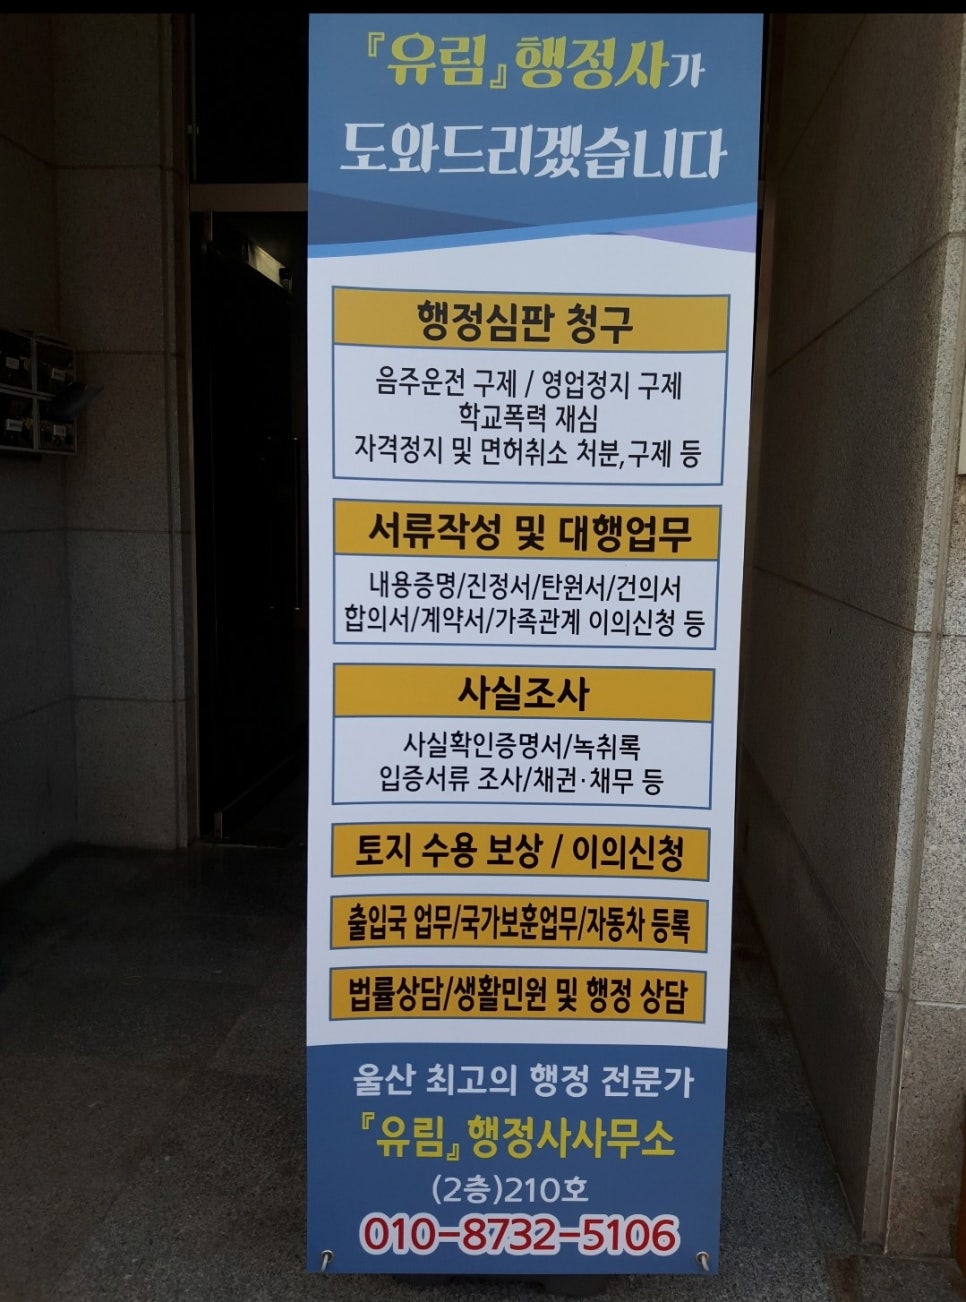 『유림』행정사가
도와드리겠습니다
행정심판 청구
음주운전 구제 / 영업정지 구제
학교폭력 재심
자격정지 및 면허취소 처분,구제 등
서류작성 및 대행업무
내용증명/진정서/탄원서/건의서
합의서/계약서/가족관계 이의신청 등
사실조사
사실확인증명서/녹취록
입증서류 조사/채권·채무 등
토지 수용 보상 / 이의신청
출입국 업무/국가보훈업무/자동차 등록
법률상담/생활민원 및 행정 상담
울산 최고의 행정 전문가
『유림』행정사사무소
(2층)210호
010-8732-5106